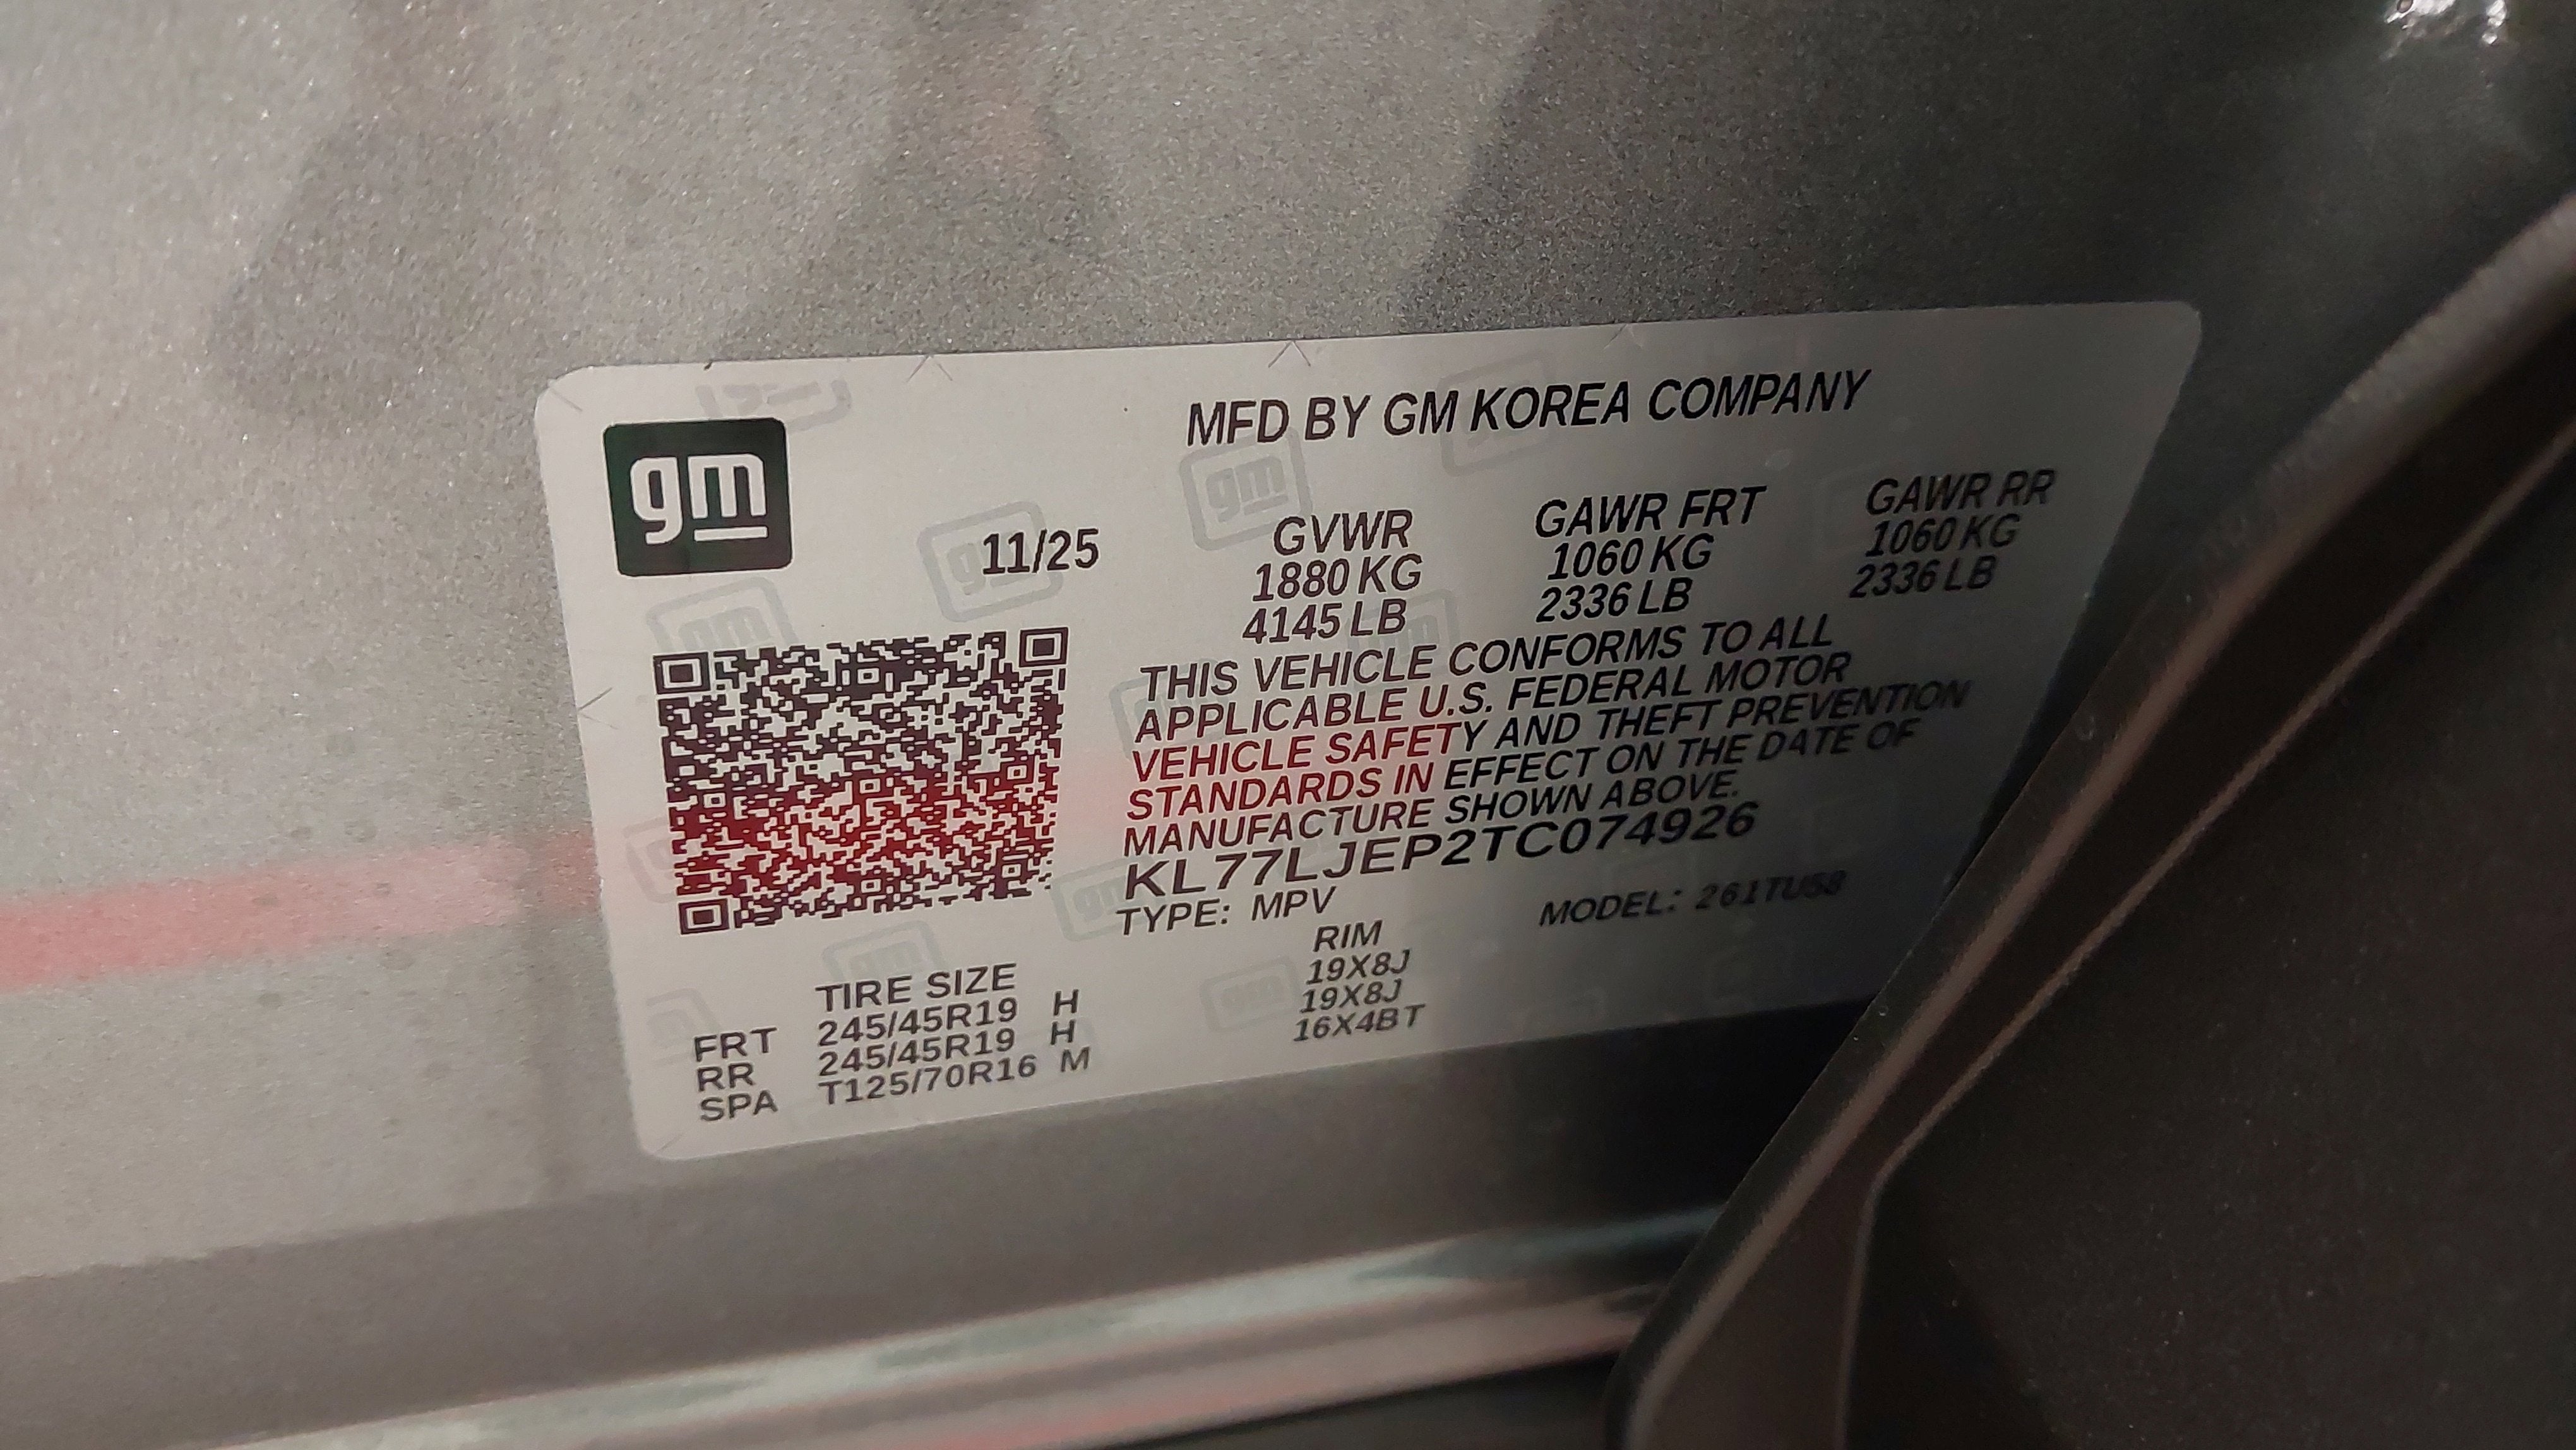 gm
MFD BY GM KOREA COMPANY
11/25
GVWR GAWR FRT GAWR RR
1880 KG 1060 KG 1060 KG
4145 LB 2336 LB 2336 LB
THIS VEHICLE CONFORMS TO ALL
APPLICABLE U.S. FEDERAL MOTOR
VEHICLE SAFETY AND THEFT PREVENTION
STANDARDS IN EFFECT ON THE DATE OF
MANUFACTURE SHOWN ABOVE.
KL77LJEP2TC074926
TYPE: MPV MODEL: 261TU58
TIRE SIZE RIM
FRT 245/45R19 H 19X8J
RR 245/45R19 H 19X8J
SPA T125/70R16 M 16X4BT